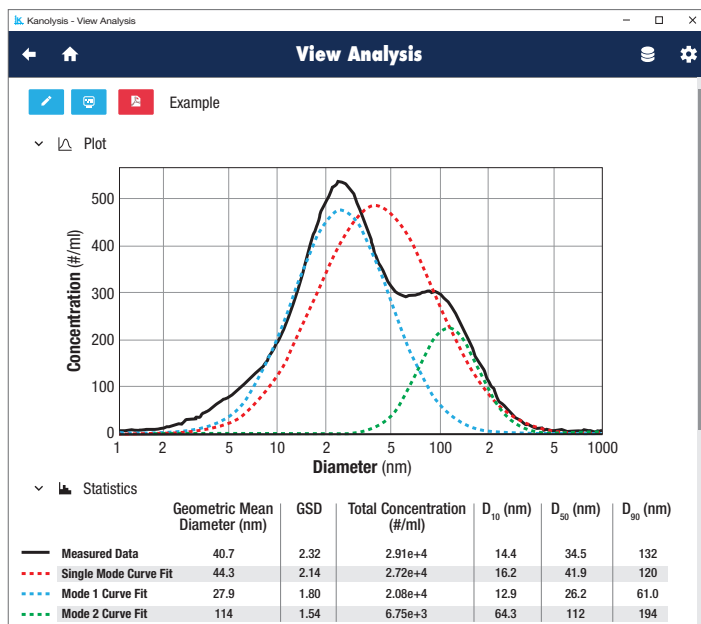 Kanolysis - View Analysis
View Analysis
Example
Plot
500
400
300
200
100
0
Concentration (#/ml)
1 2 5 10 2 5 100 2 5 1000
Diameter (nm)
Statistics
Geometric Mean Diameter (nm) GSD Total Concentration (#/ml) D10 (nm) D50 (nm) D90 (nm)
Measured Data 40.7 2.32 2.91e+4 14.4 34.5 132
Single Mode Curve Fit 44.3 2.14 2.72e+4 16.2 41.9 120
Mode 1 Curve Fit 27.9 1.80 2.08e+4 12.9 26.2 61.0
Mode 2 Curve Fit 114 1.54 6.75e+3 64.3 112 194